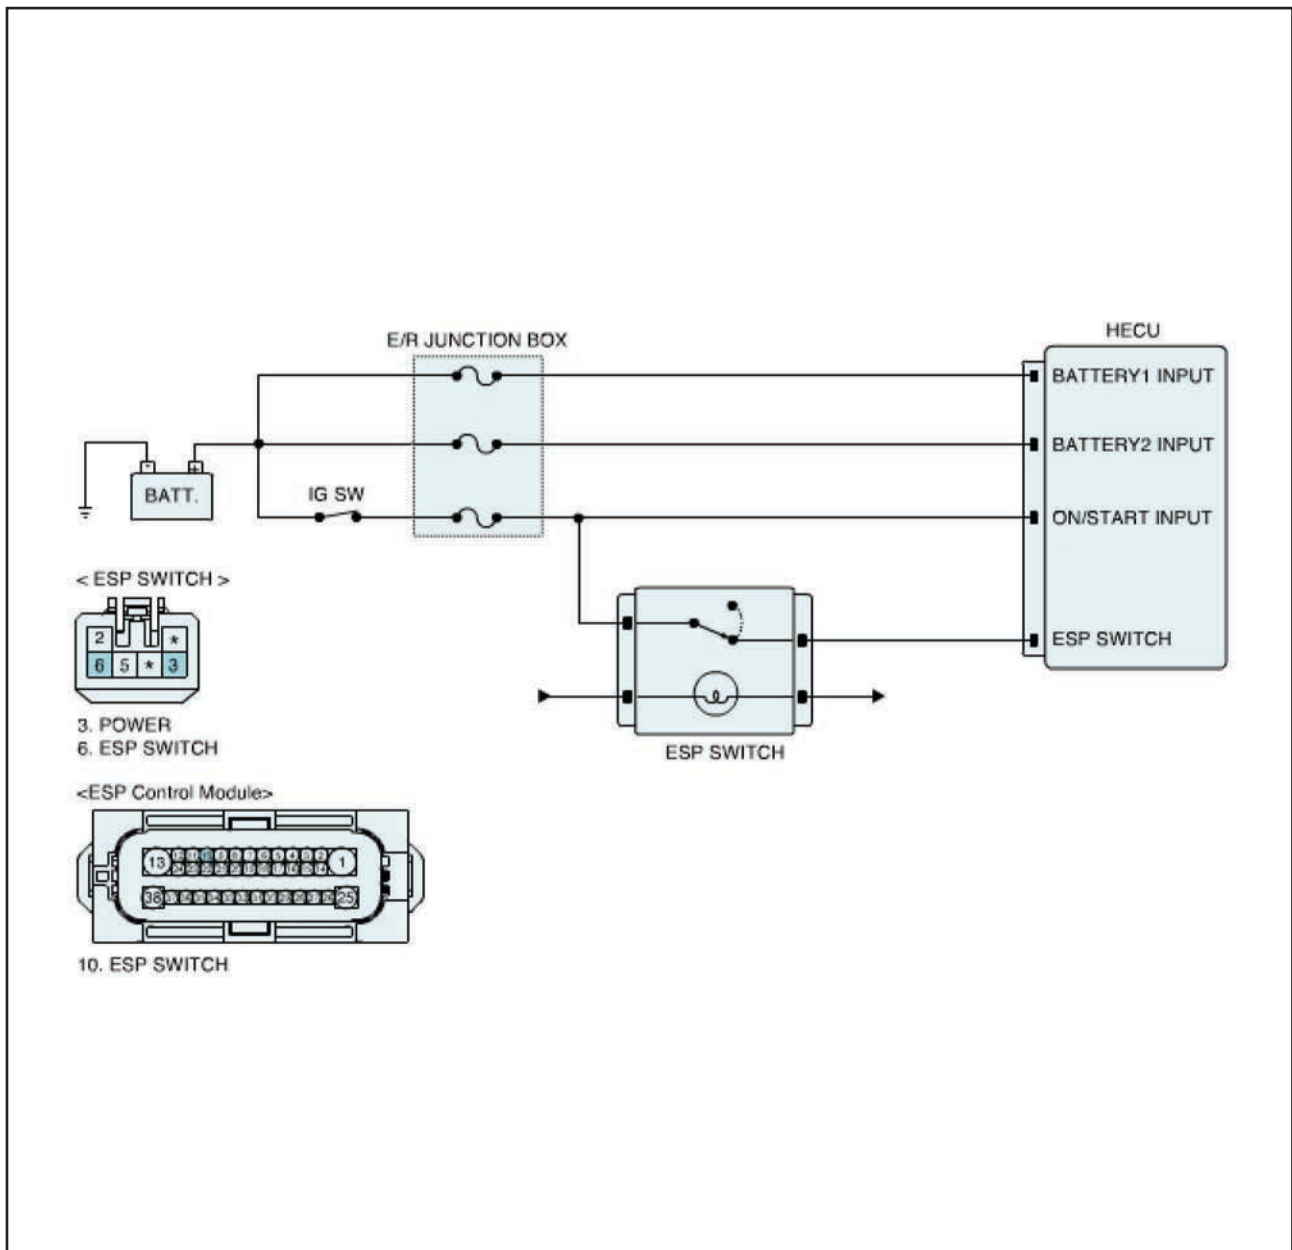 E/R JUNCTION BOX
HECU
BATTERY1 INPUT
- +
BATT.
BATTERY2 INPUT
IG SW
ON/START INPUT
< ESP SWITCH >
2 *
6 5 * 3
ESP SWITCH
3. POWER
6. ESP SWITCH
ESP SWITCH
<ESP Control Module>
13 1
38 25
10. ESP SWITCH